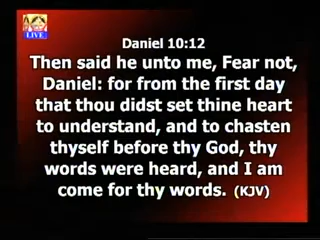 LIVE
Daniel 10:12
Then said he unto me, Fear not,
Daniel: for from the first day
that thou didst set thine heart
to understand, and to chasten
thyself before thy God, thy
words were heard, and I am
come for thy words. (KJV)